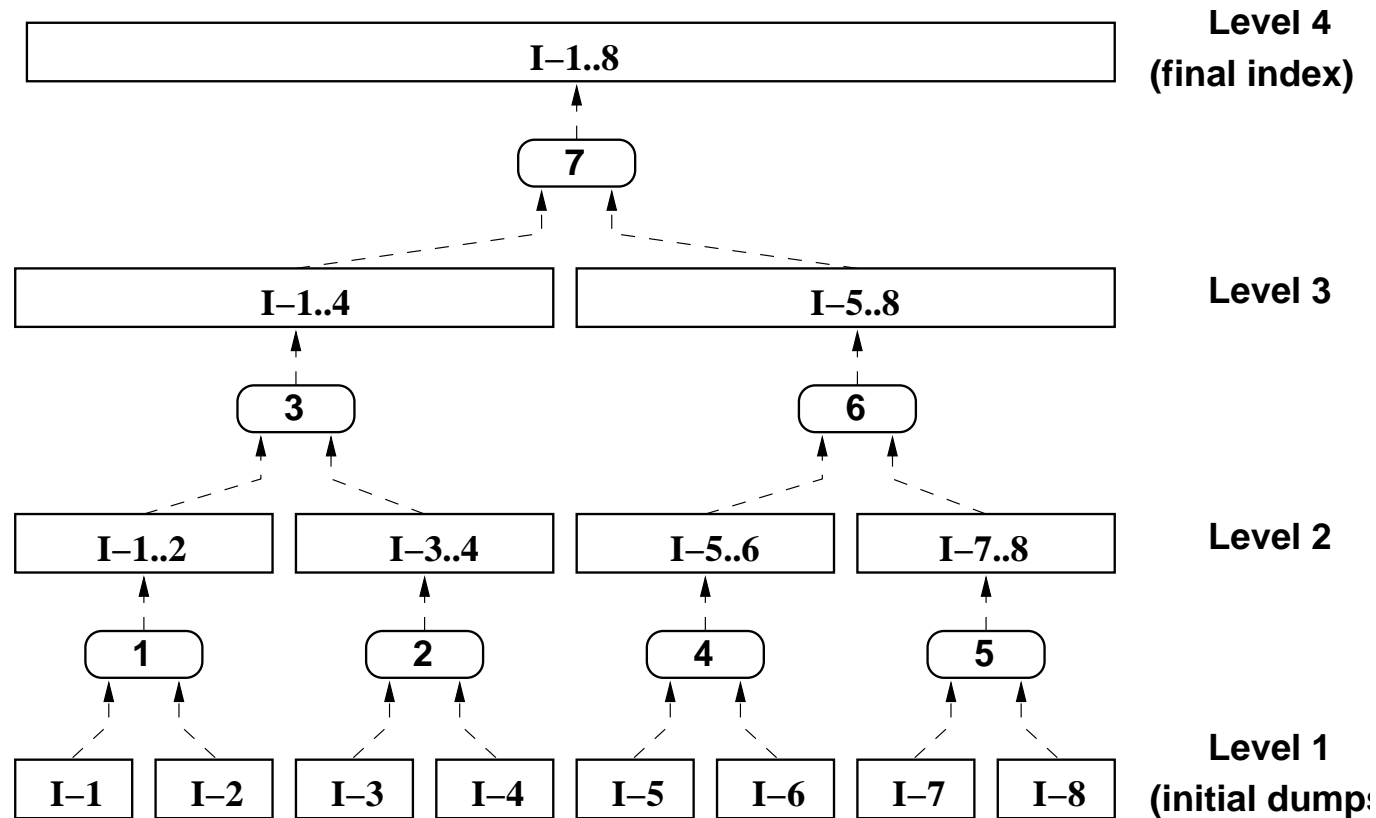 Level 4
I–1..8
(final index)
7
I–1..4 I–5..8 Level 3
3 6
I–1..2 I–3..4 I–5..6 I–7..8 Level 2
1 2 4 5
Level 1
I–1 I–2 I–3 I–4 I–5 I–6 I–7 I–8
(initial dumps